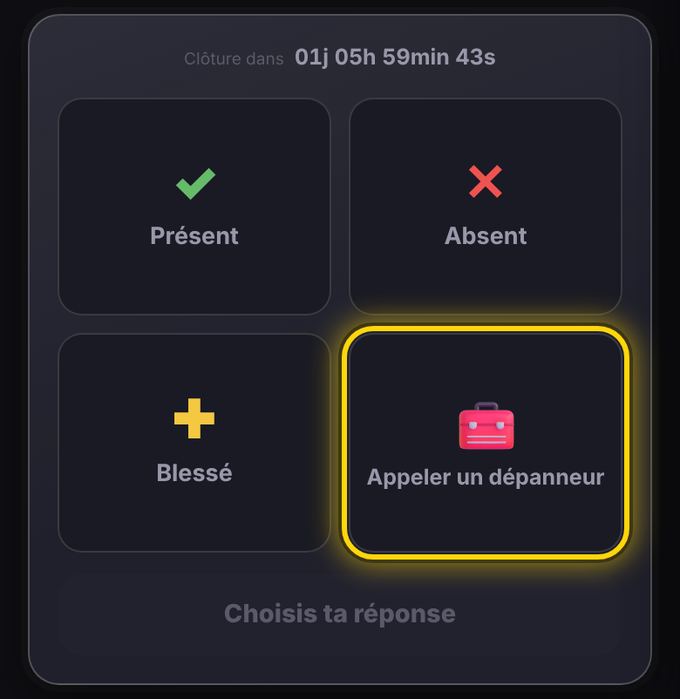 Clôture dans 01j 05h 59min 43s
Présent
Absent
Blessé
Appeler un dépanneur
Choisis ta réponse